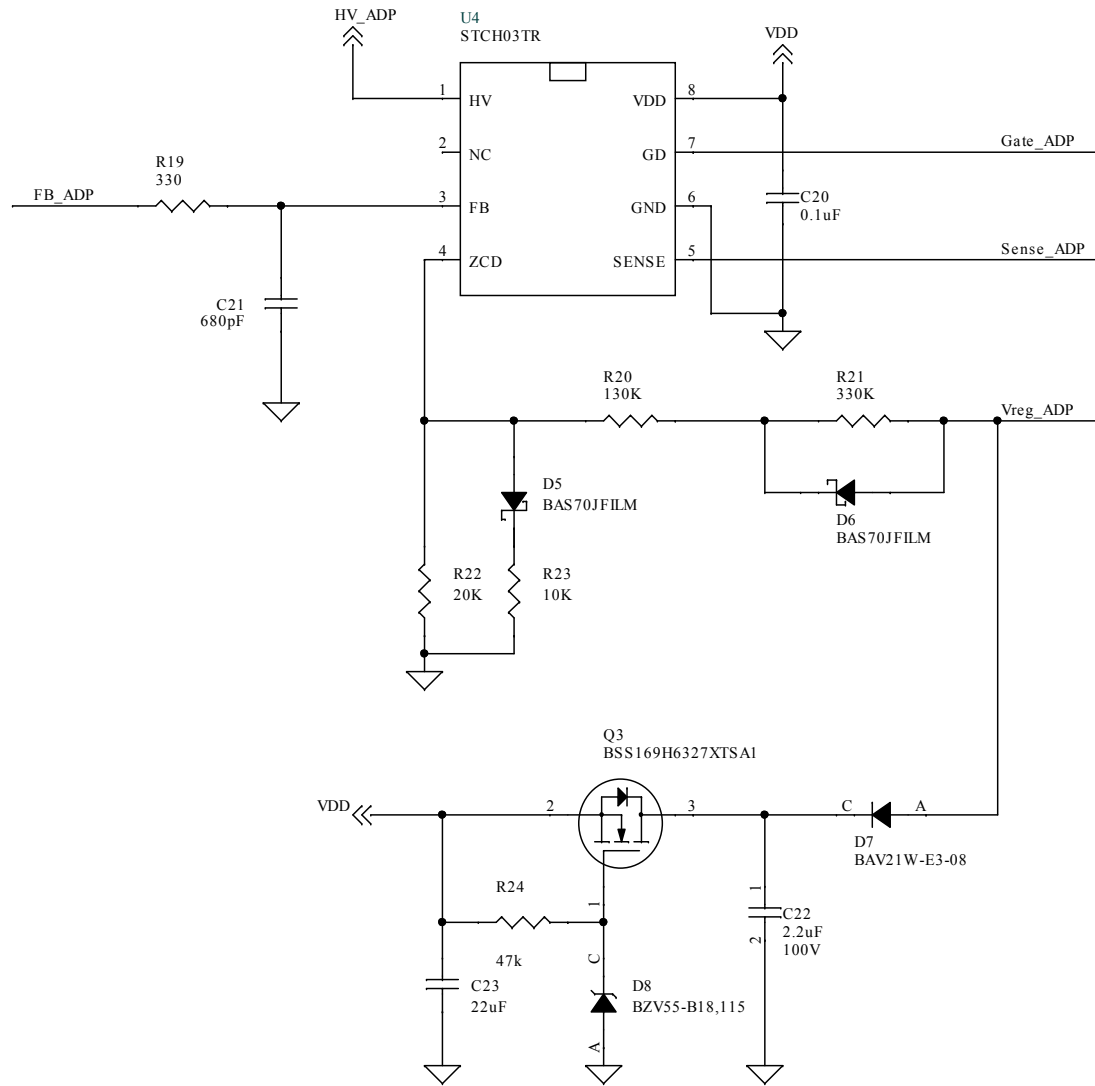 HV_ADP
U4
STCH03TR
VDD
1
HV
VDD
8
2
NC
GD
7
Gate_ADP
R19
330
FB_ADP
3
FB
GND
6
C20
0.1uF
4
ZCD
SENSE
5
Sense_ADP
C21
680pF
R20
130K
R21
330K
Vreg_ADP
D5
BAS70JFILM
D6
BAS70JFILM
R22
20K
R23
10K
Q3
BSS169H6327XTSA1
VDD
2
3
C
A
D7
BAV21W-E3-08
R24
47k
1
1
C22
2.2uF
100V
2
C
C23
22uF
D8
BZV55-B18,115
A